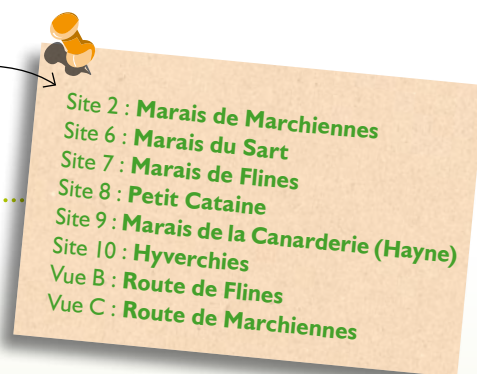 Site 2 : Marais de Marchiennes
Site 6 : Marais du Sart
Site 7 : Marais de Flines
Site 8 : Petit Cataine
Site 9 : Marais de la Canarderie (Hayne)
Site 10 : Hyverchies
Vue B : Route de Flines
Vue C : Route de Marchiennes